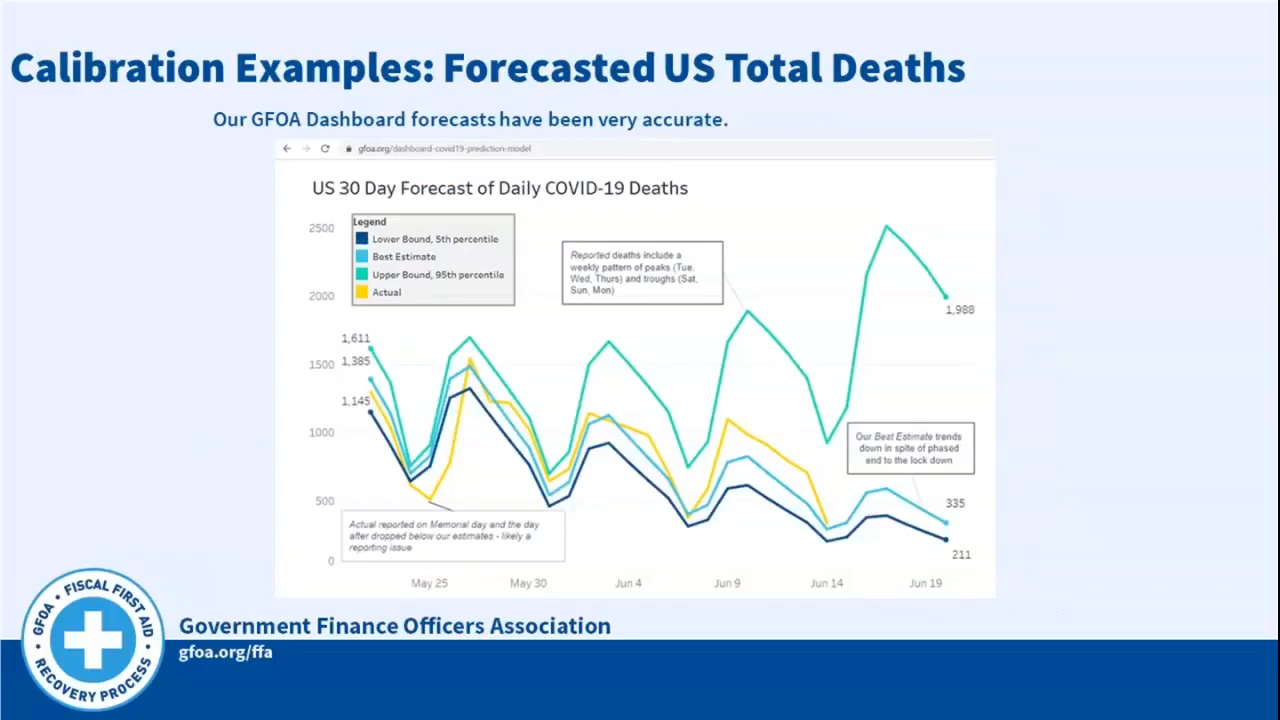 Calibration Examples: Forecasted US Total Deaths
Our GFOA Dashboard forecasts have been very accurate.
gfoa.org/dashboard-covid19-prediction-model
US 30 Day Forecast of Daily COVID-19 Deaths
Legend
Lower Bound, 5th percentile
Best Estimate
Upper Bound, 95th percentile
Actual
Reported deaths include a
weekly pattern of peaks (Tue,
Wed, Thurs) and troughs (Sat,
Sun, Mon)
2500
2000
1500
1000
500
0
1,611
1,385
1,145
1,988
Our Best Estimate trends
down in spite of phased
end to the lock down
335
211
Actual reported on Memorial day and the day
after dropped below our estimates - likely a
reporting issue
May 25
May 30
Jun 4
Jun 9
Jun 14
Jun 19
GFOA • FISCAL FIRST AID • RECOVERY PROCESS •
Government Finance Officers Association
gfoa.org/ffa